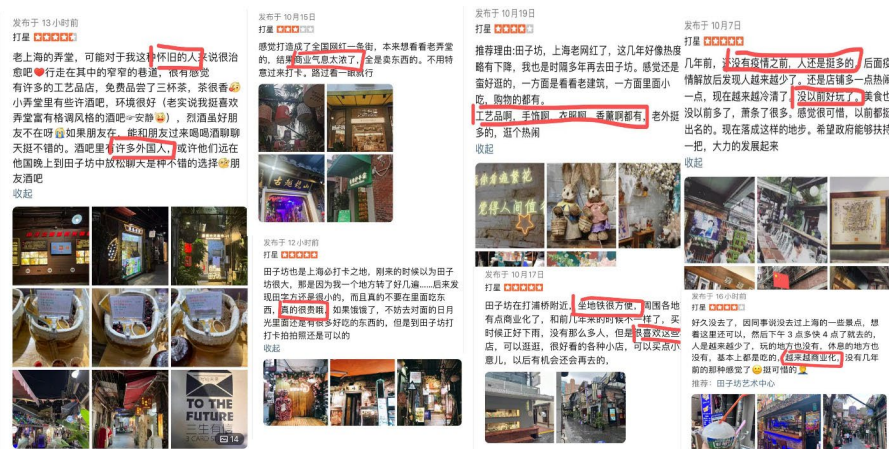 发布于 13小时前
打星
老上海的弄堂，可能对于我这种怀旧的人来说很治
愈吧❤️行走在其中的窄窄的巷道，很有感觉
有许多的工艺品店，免费品尝了三杯茶，茶很香🥰
小弄堂里有些许酒吧，环境很好（老实说我挺喜欢
弄堂富有格调风格的酒吧☞安静😜），烈酒虽好朋
友不在呀😭如果朋友在，能和朋友过来喝喝酒聊聊
天挺不错的。酒吧里有许多外国人，或许他们远在
他国晚上到田子坊中放松聊天是种不错的选择😚朋
友酒吧
收起
TO THE
FUTURE
三生有幸
14
发布于 10月15日
打星
感觉打造成了全国网红一条街，本来想看看老弄堂
的，结果商业气息太浓了，全是卖东西的。不用特
意过来打卡。路过看一眼就行
发布于 12小时前
打星
田子坊也是上海必打卡之地，刚来的时候以为田子
坊很大，那是因为我一个地方转了好几遍……后来发
现田字方还是很小的，而且真的不要在里面吃东
西，真的很贵哦，如果饿了，不妨去对面的日月
光里面还是有很多好吃的东西的，但是到田子坊打
打卡拍拍照还是可以的
收起
发布于 10月19日
打星
推荐理由:田子坊，上海老网红了，这几年好像热度
略有下降，我也是时隔多年再去田子坊。感觉还是
蛮好逛的，一方面是看看老建筑，一方面里面小
吃，购物的都有。
工艺品啊，手饰啊，衣服啊，香薰啊都有，老外挺
多的，逛个热闹
收起
觉得人间值
发布于 10月17日
打星
田子坊在打浦桥附近，坐地铁很方便，周围各地
有点商业化了，和前几年来的时候不一样了，买
时候正好下雨，没有那么多人，但是很喜欢这些
店，可以逛逛，很好看的各种小店，可以买点小
意儿，以后有机会还会再去的，
发布于 10月7日
打星
几年前，还没有疫情之前，人还是挺多的，后面疫
情解放后发现人越来越少了。还是店铺多一点热闹
一点，现在越来越冷清了，没以前好玩了。美食也
没以前多了，萧条了很多。感觉很可惜，以前都挺
出名的。现在落成这样的地步。希望政府能够扶持
一把，大力的发展起来
收起
发布于 16小时前
打星
好久没去了，因同事说没去过上海的一些景点，想
着这里还可以，然后下午 3 点多快 4 点了就去的，
人是越来越少了，玩的地方也没有，休息的地方也
没有，基本上都是吃的，越来越商业化，没有几年
前的那种感觉了😀挺可惜的🤦
推荐：田子坊艺术中心